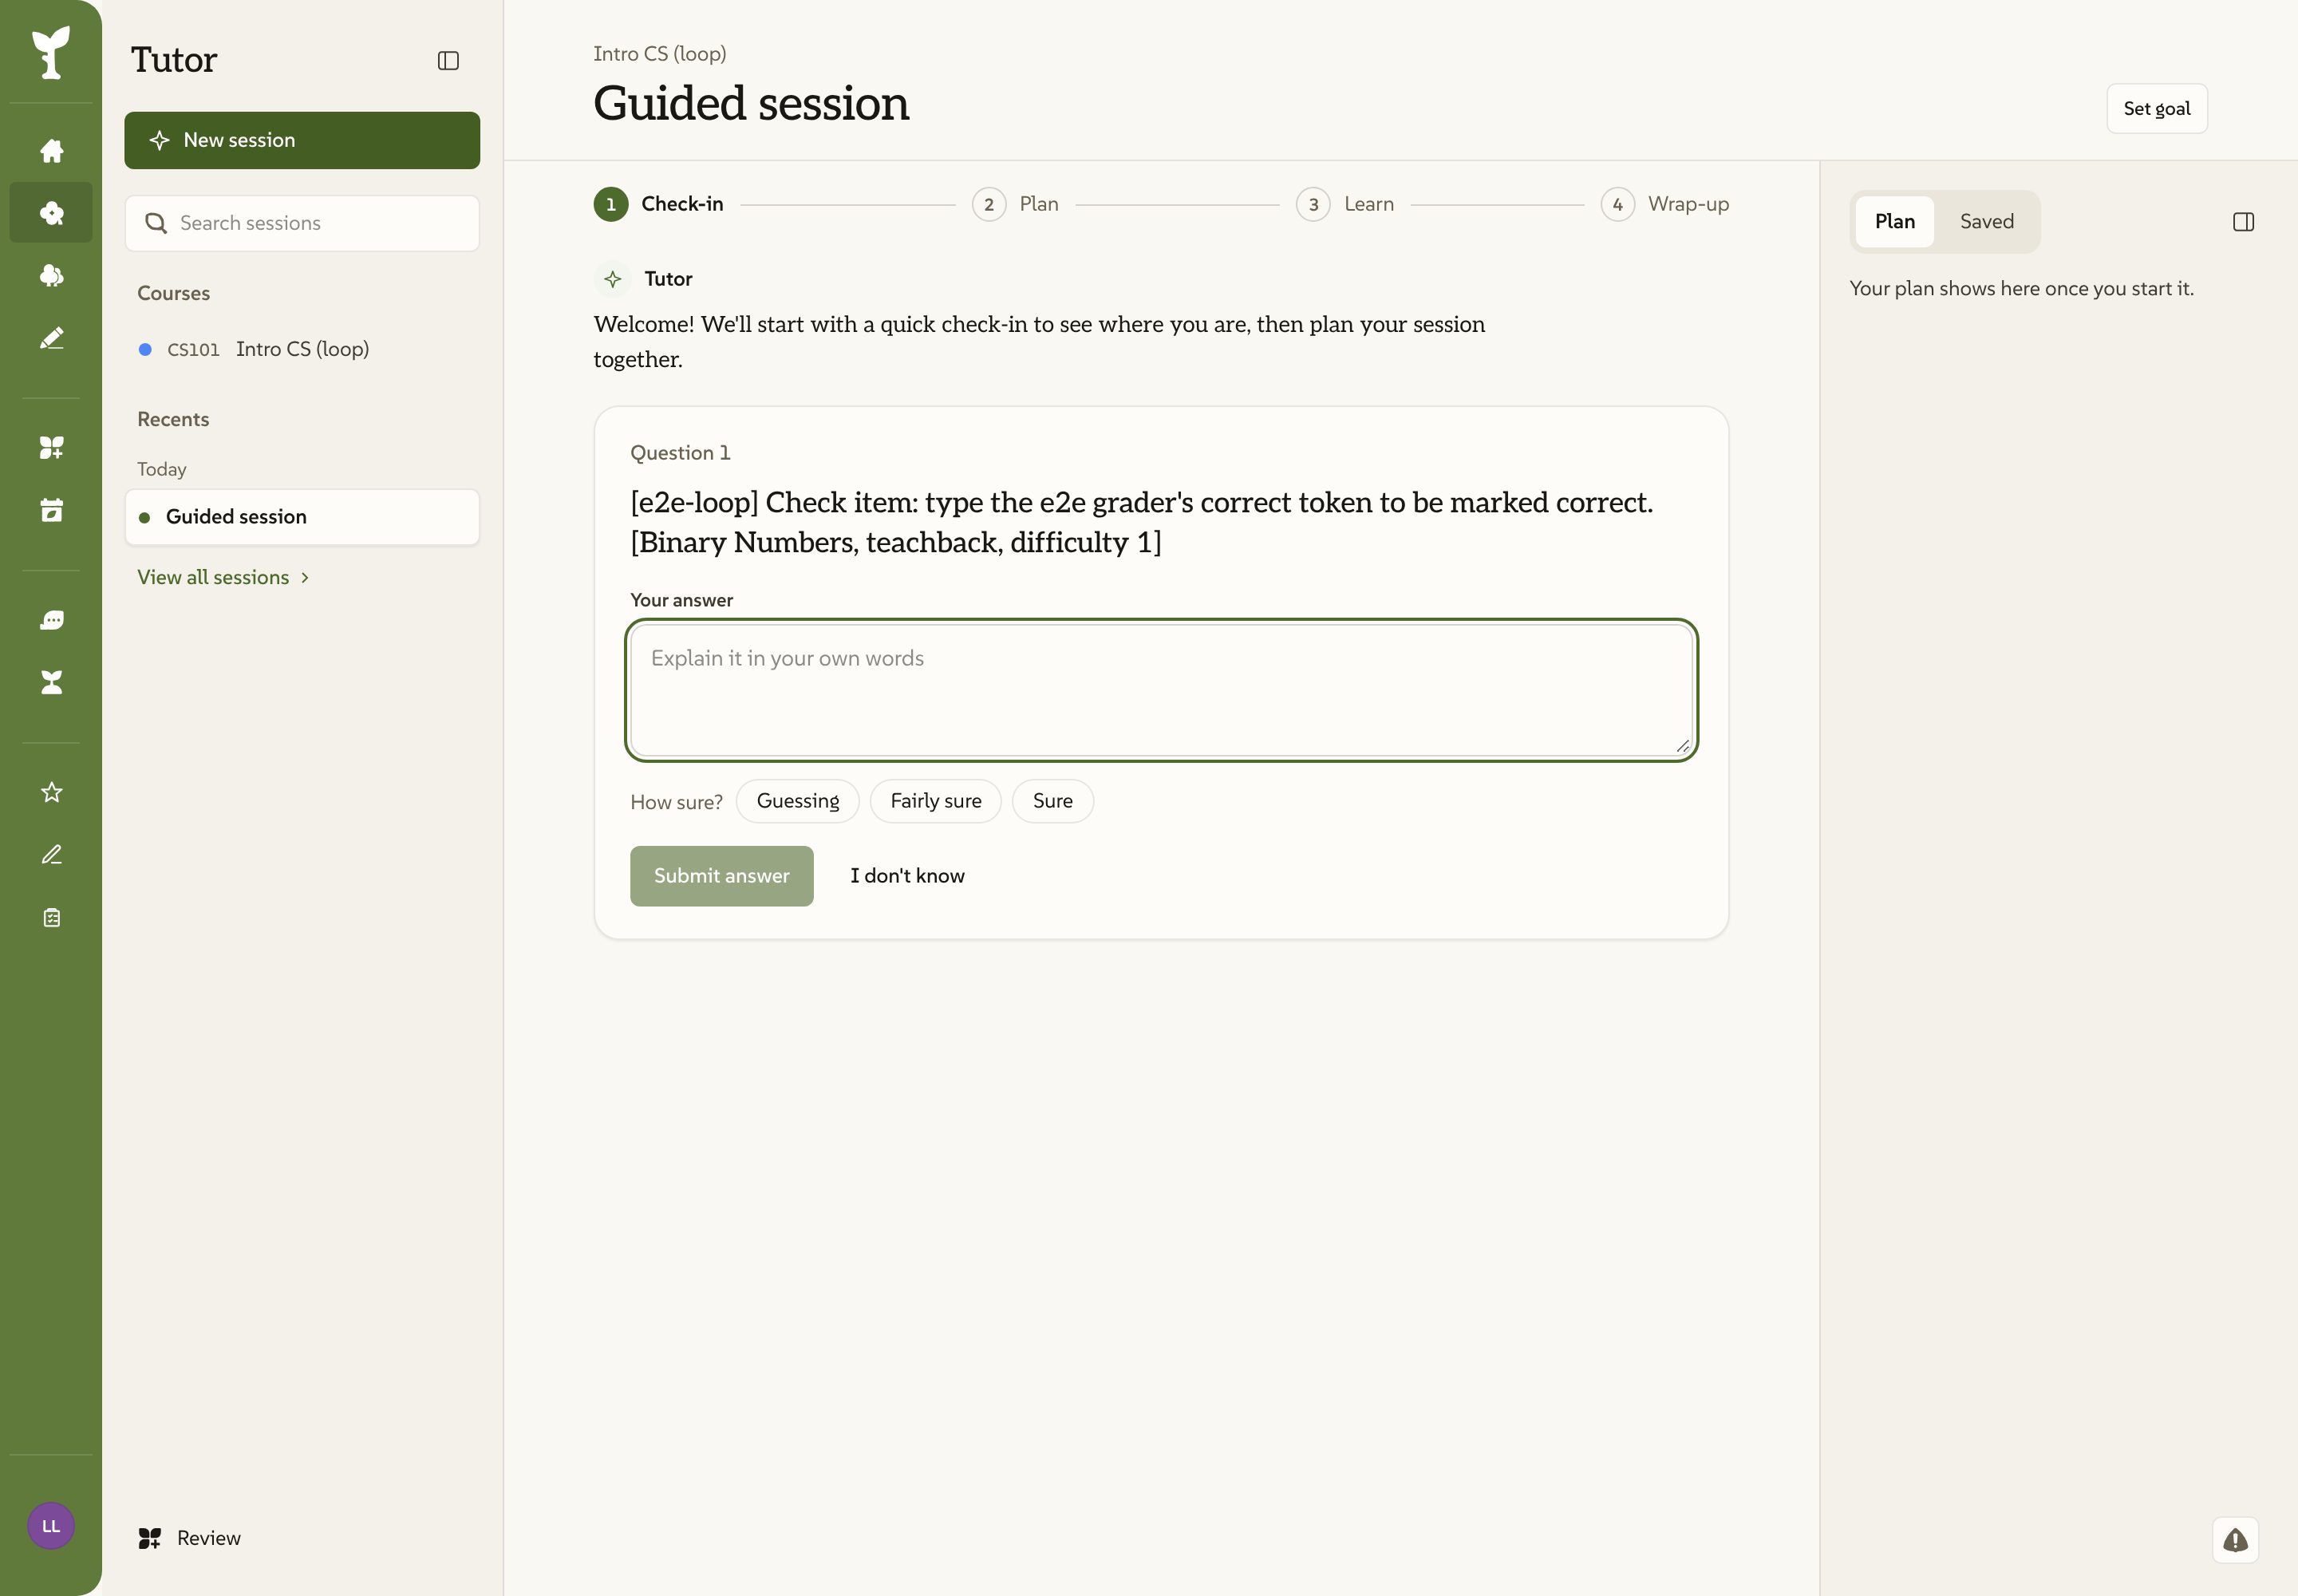 Tutor
New session
Search sessions
Courses
CS101 Intro CS (loop)
Recents
Today
Guided session
View all sessions
Review
LL
Intro CS (loop)
Guided session
Set goal
1 Check-in
2 Plan
3 Learn
4 Wrap-up
Tutor
Welcome! We'll start with a quick check-in to see where you are, then plan your session
together.
Question 1
[e2e-loop] Check item: type the e2e grader's correct token to be marked correct.
[Binary Numbers, teachback, difficulty 1]
Your answer
Explain it in your own words
How sure? Guessing Fairly sure Sure
Submit answer I don't know
Plan Saved
Your plan shows here once you start it.